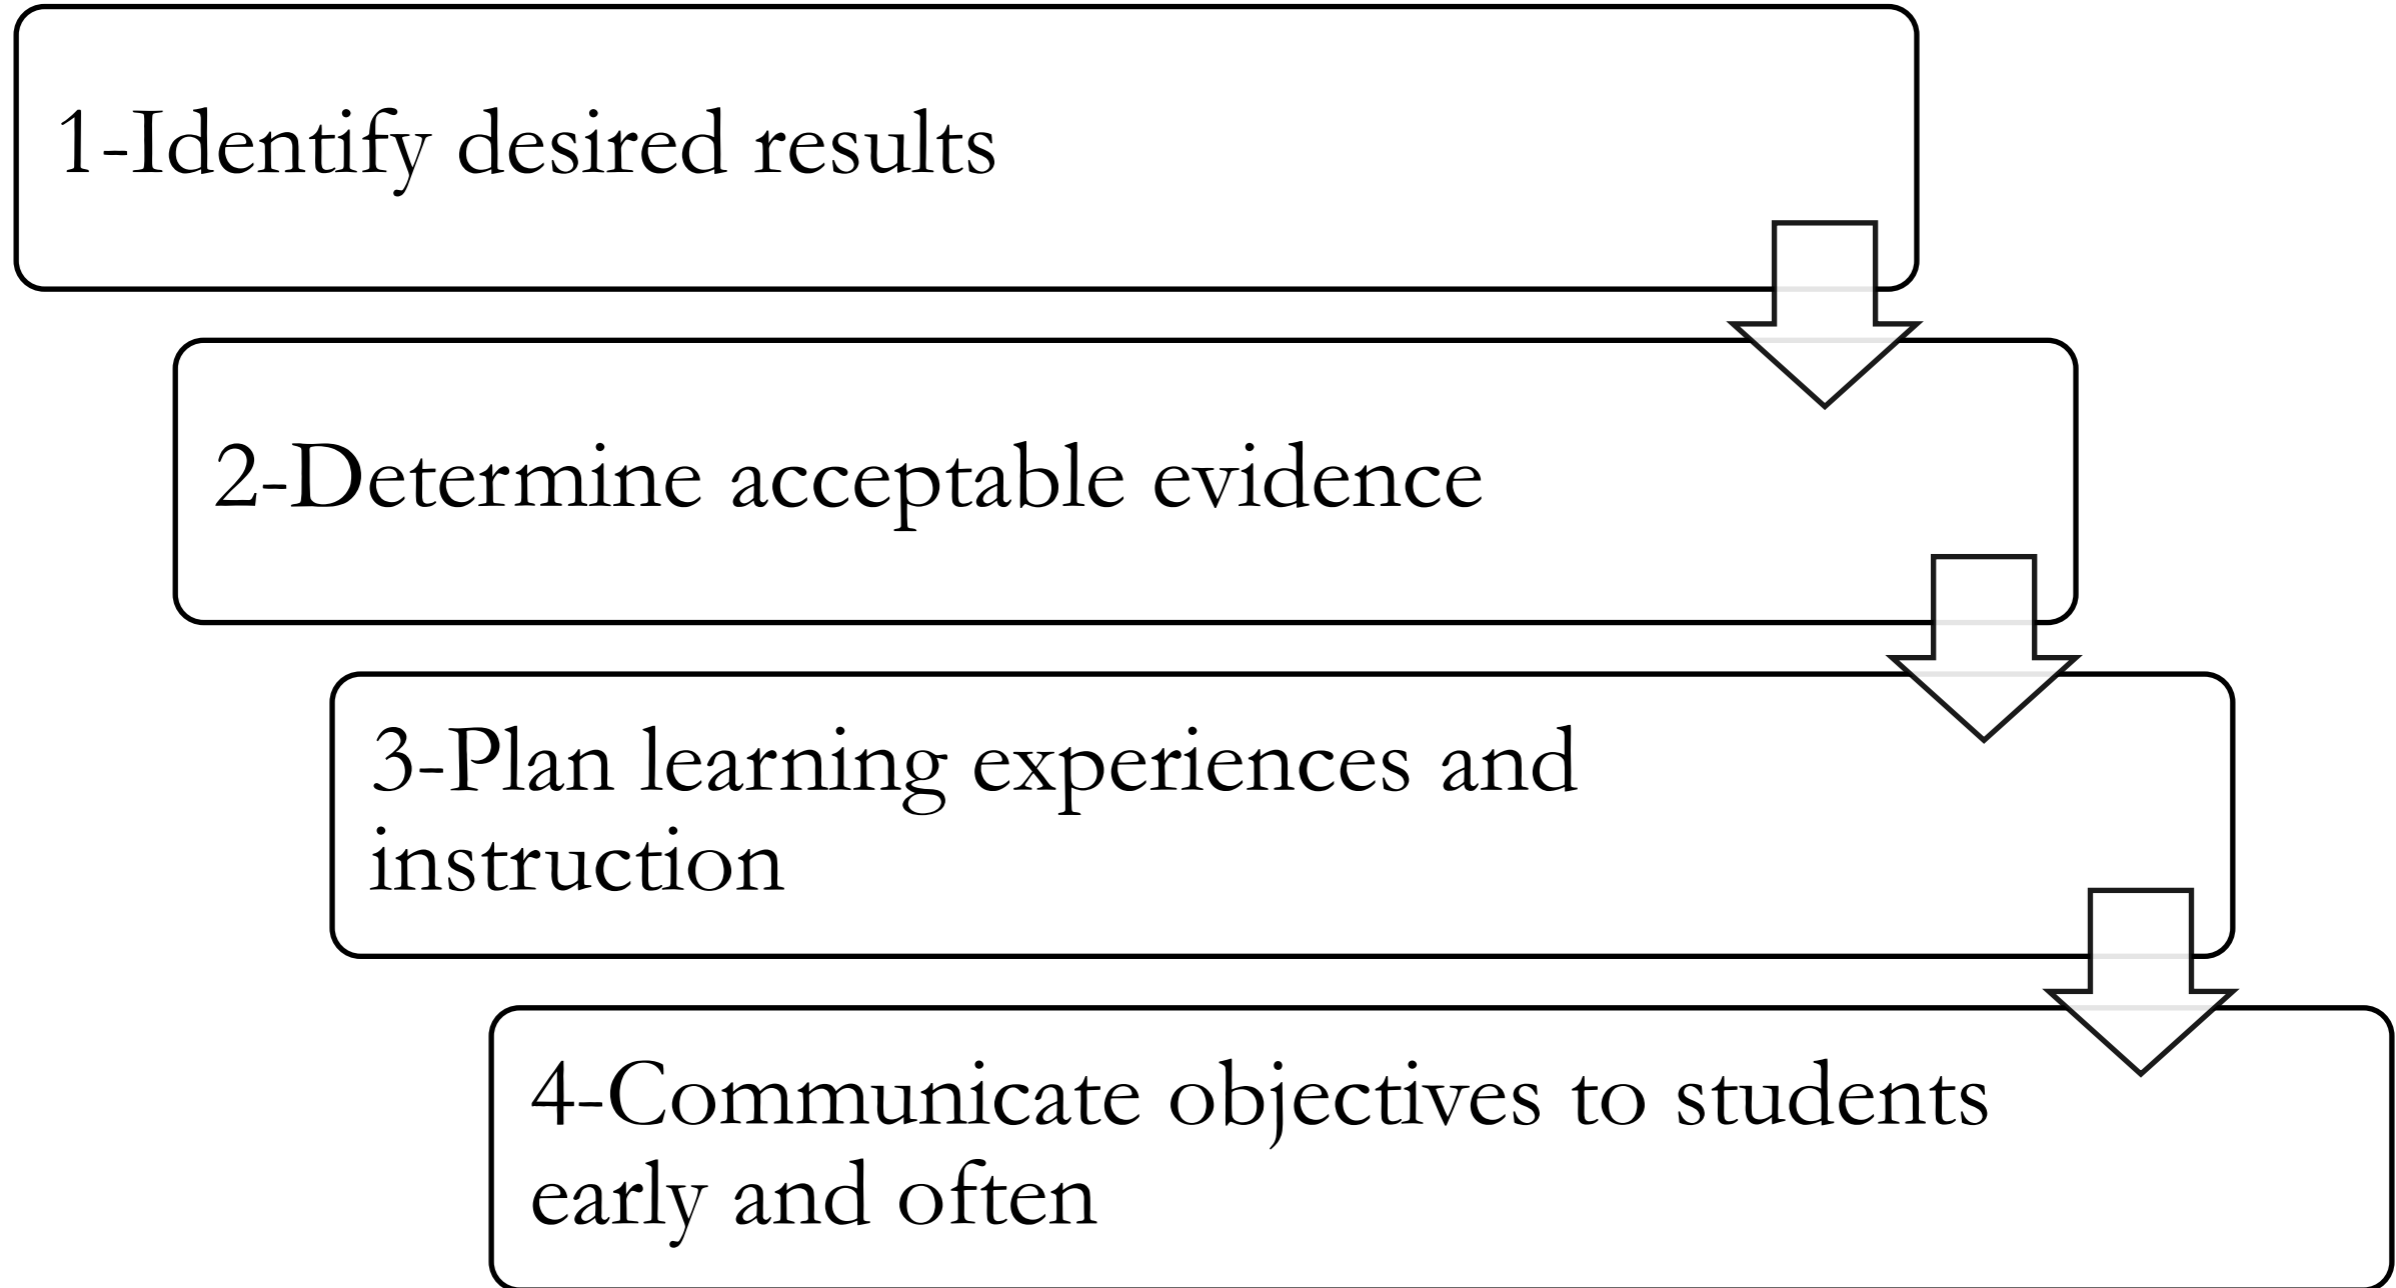 1-Identify desired results
2-Determine acceptable evidence
3-Plan learning experiences and
instruction
4-Communicate objectives to students
early and often